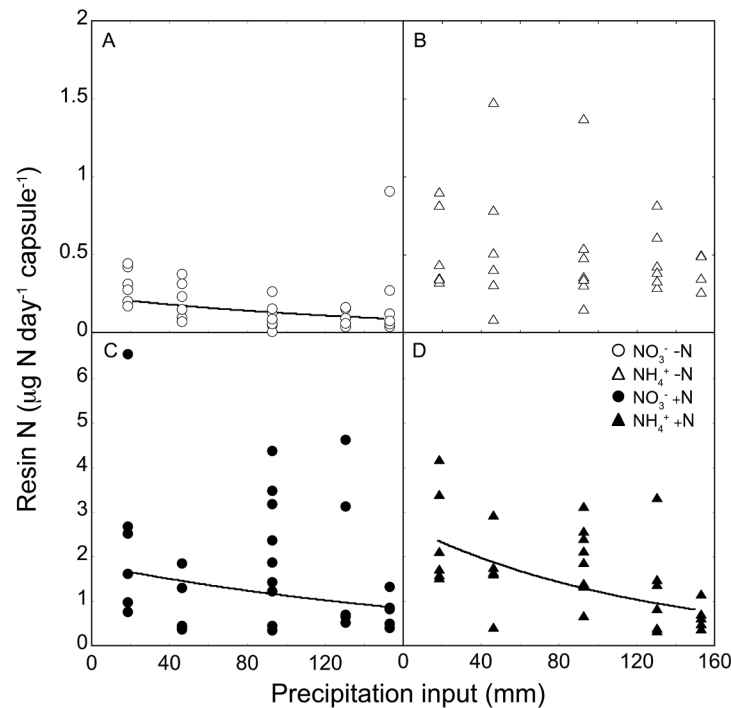 A
B
2
1.5
1
0.5
0
C
D
○ NO₃⁻ -N
△ NH₄⁺ -N
● NO₃⁻ +N
▲ NH₄⁺ +N
6
5
4
3
2
1
0
0 40 80 120 0 40 80 120 160
Resin N (µg N day⁻¹ capsule⁻¹)
Precipitation input (mm)